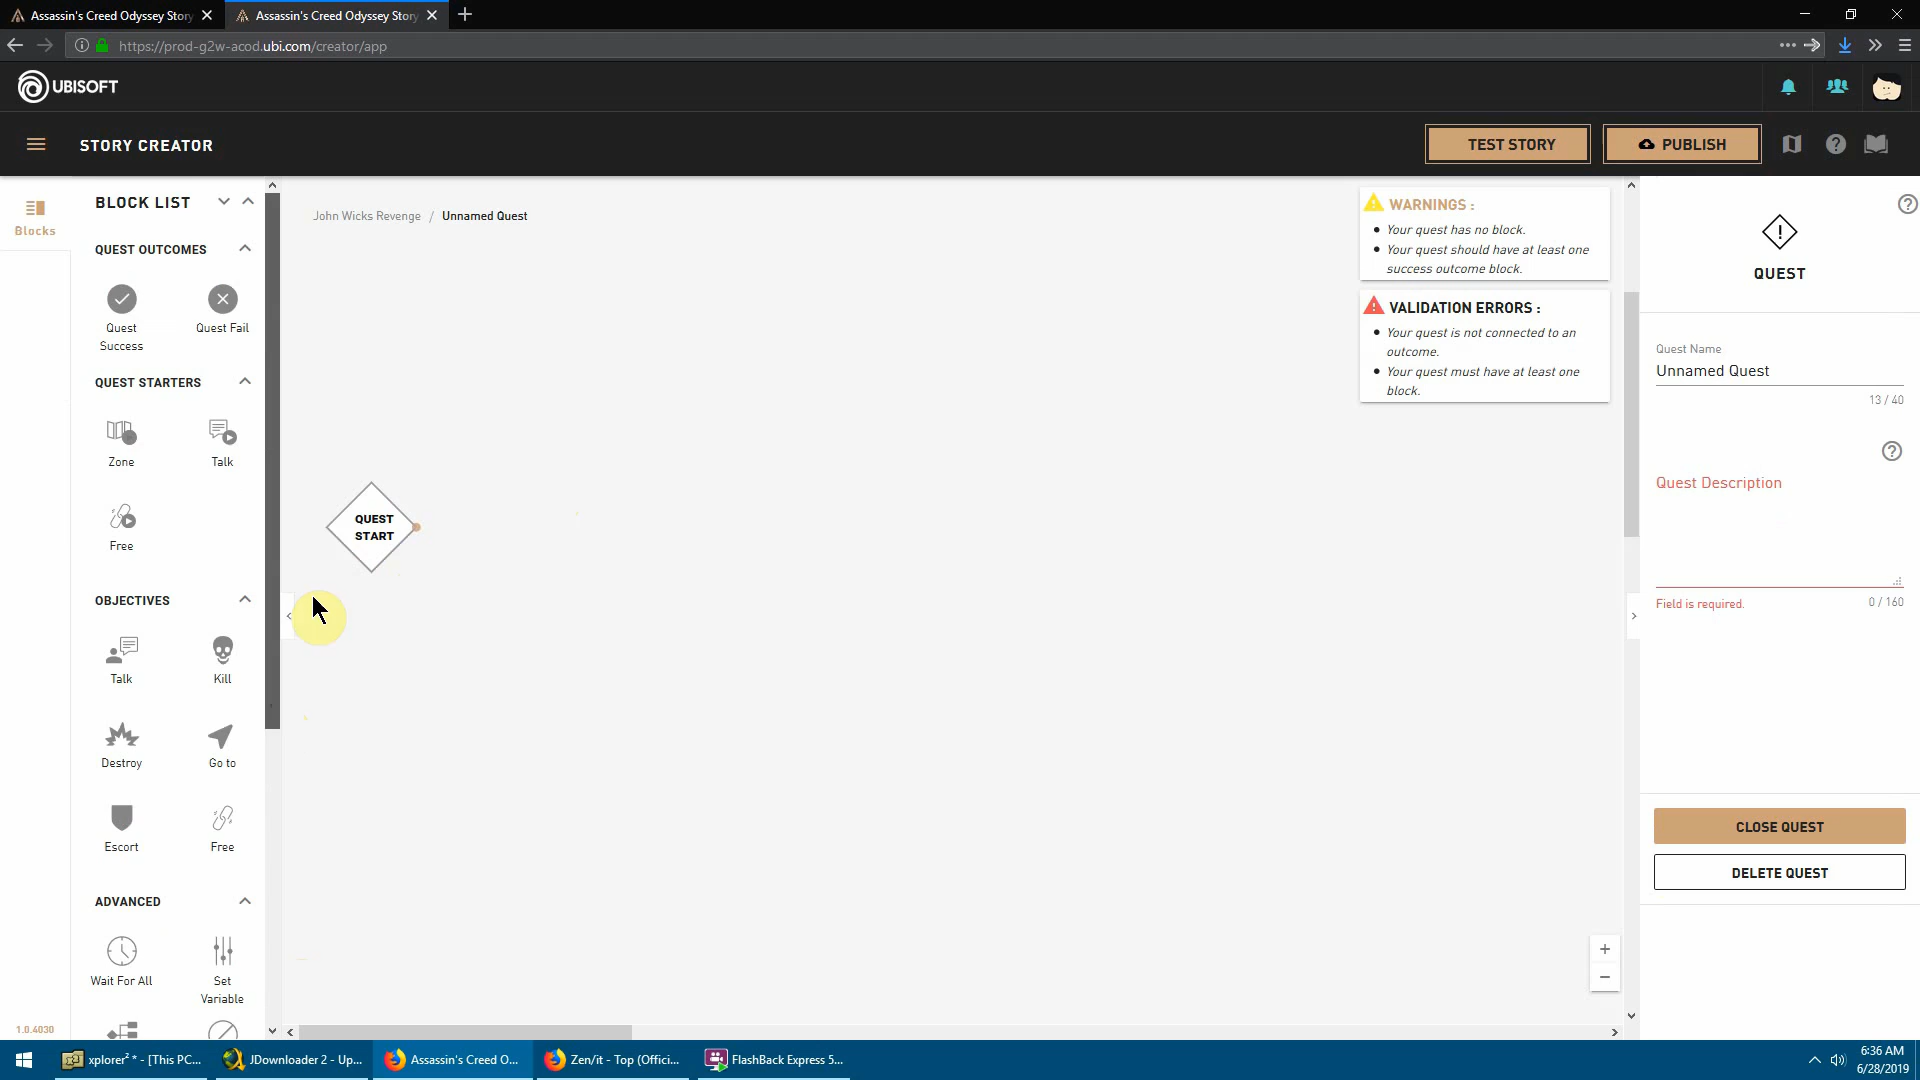 Assassin's Creed Odyssey Story
Assassin's Creed Odyssey Story
https://prod-g2w-acod.ubi.com/creator/app
UBISOFT
STORY CREATOR
TEST STORY
PUBLISH
Blocks
BLOCK LIST
QUEST OUTCOMES
Quest
Success
Quest Fail
QUEST STARTERS
Zone
Talk
Free
OBJECTIVES
Talk
Kill
Destroy
Go to
Escort
Free
ADVANCED
Wait For All
Set
Variable
1.0.4030
John Wicks Revenge / Unnamed Quest
QUEST
START
WARNINGS :
Your quest has no block.
Your quest should have at least one
success outcome block.
VALIDATION ERRORS :
Your quest is not connected to an
outcome.
Your quest must have at least one
block.
QUEST
Quest Name
Unnamed Quest
13 / 40
Quest Description
Field is required.
0 / 160
CLOSE QUEST
DELETE QUEST
xplorer² * - [This PC...
JDownloader 2 - Up...
Assassin's Creed O...
Zen/it - Top (Offici...
FlashBack Express 5...
6:36 AM
6/28/2019